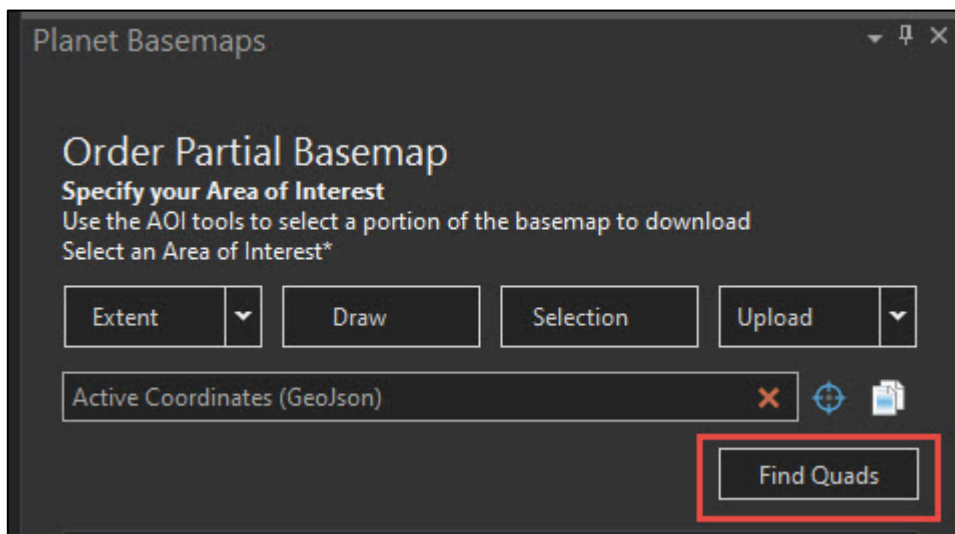 Planet Basemaps
Order Partial Basemap
Specify your Area of Interest
Use the AOI tools to select a portion of the basemap to download
Select an Area of Interest*
Extent Draw Selection Upload
Active Coordinates (GeoJson)
Find Quads